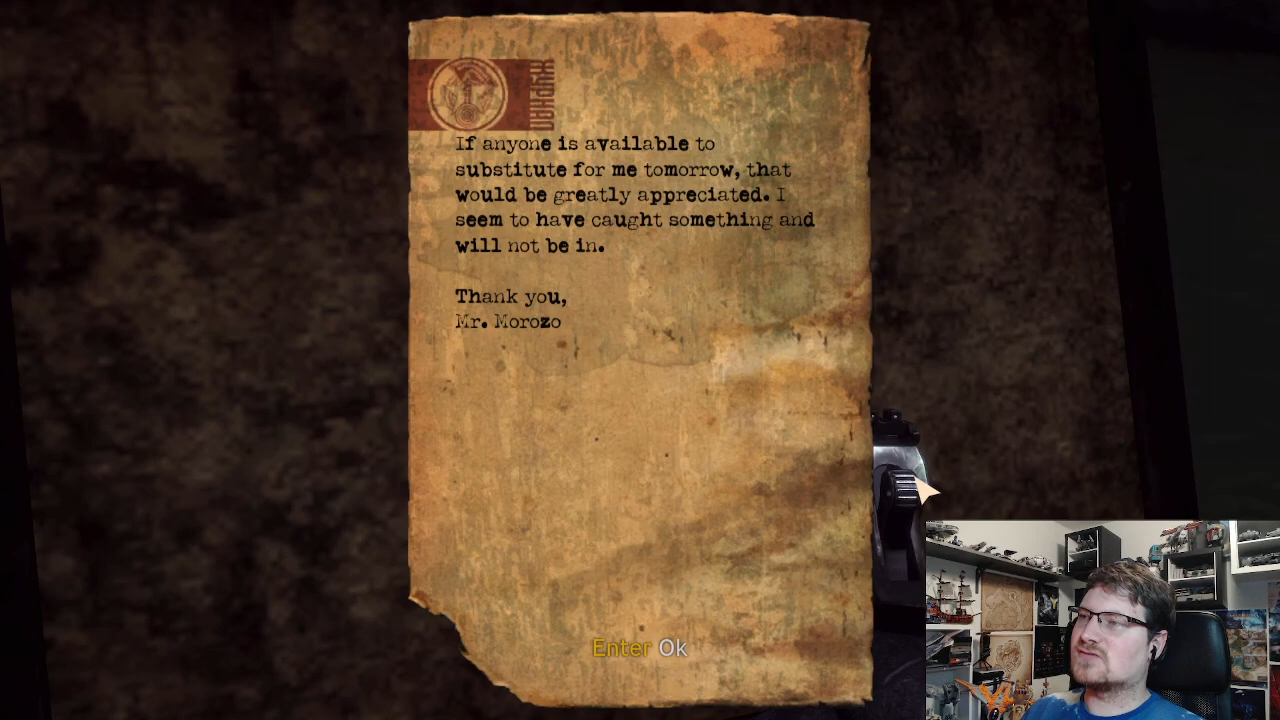 If anyone is available to
substitute for me tomorrow, that
would be greatly appreciated. I
seem to have caught something and
will not be in.
Thank you,
Mr. Morozo
Enter Ok